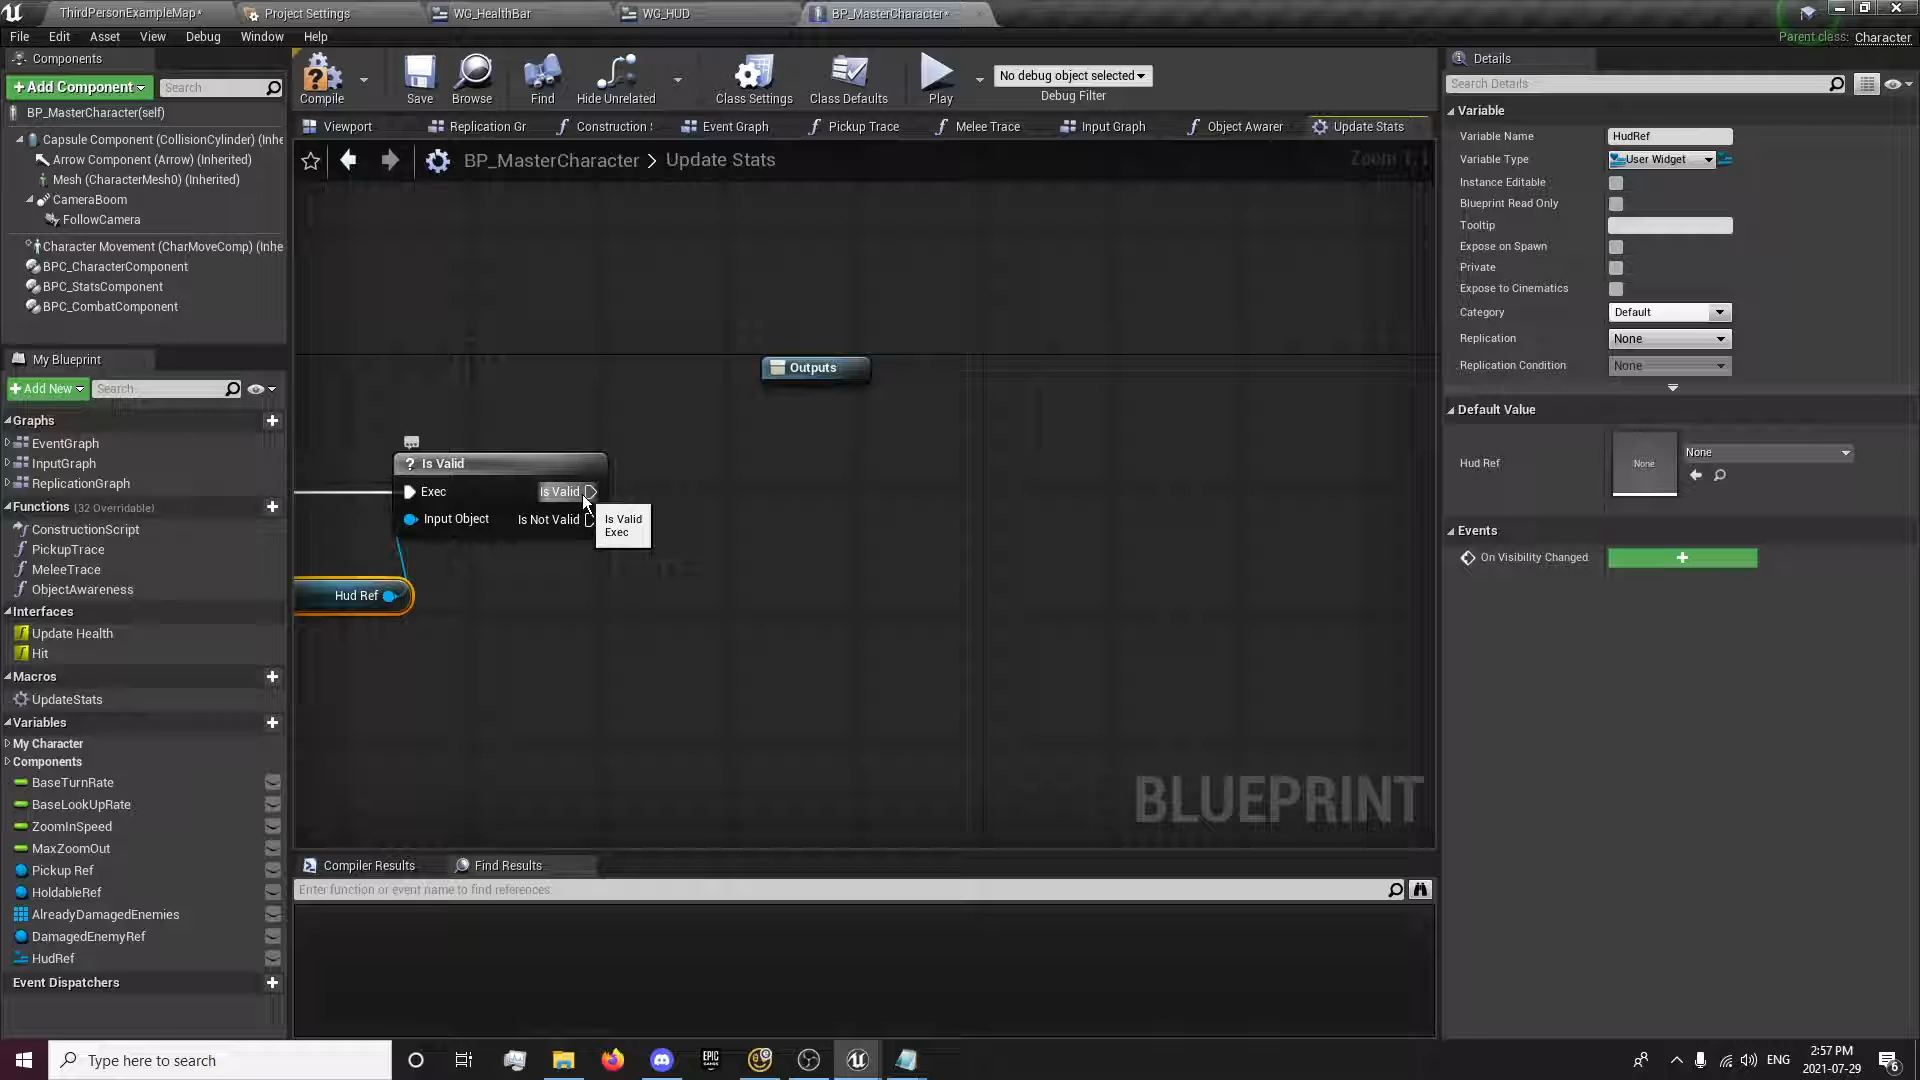 ThirdPersonExampleMap*
Project Settings
WG_HealthBar
WG_HUD
BP_MasterCharacter*
File Edit Asset View Debug Window Help
Parent class: Character
Components
+Add Component
Search
BP_MasterCharacter(self)
Capsule Component (CollisionCylinder) (Inhe
Arrow Component (Arrow) (Inherited)
Mesh (CharacterMesh0) (Inherited)
CameraBoom
FollowCamera
Character Movement (CharMoveComp) (Inhe
BPC_CharacterComponent
BPC_StatsComponent
BPC_CombatComponent
My Blueprint
+Add New
Search
Graphs
EventGraph
InputGraph
ReplicationGraph
Functions (32 Overridable)
ConstructionScript
PickupTrace
MeleeTrace
ObjectAwareness
Interfaces
Update Health
Hit
Macros
UpdateStats
Variables
My Character
Components
BaseTurnRate
BaseLookUpRate
ZoomInSpeed
MaxZoomOut
Pickup Ref
HoldableRef
AlreadyDamagedEnemies
DamagedEnemyRef
HudRef
Event Dispatchers
Compile
Save
Browse
Find
Hide Unrelated
Class Settings
Class Defaults
Play
No debug object selected
Debug Filter
Viewport
Replication Gr
Construction
Event Graph
Pickup Trace
Melee Trace
Input Graph
Object Awarer
Update Stats
BP_MasterCharacter > Update Stats
Outputs
? Is Valid
Exec
Is Valid
Input Object
Is Not Valid
Is Valid
Exec
Hud Ref
BLUEPRINT
Compiler Results
Find Results
Enter function or event name to find references
Details
Search Details
Variable
Variable Name
HudRef
Variable Type
User Widget
Instance Editable
Blueprint Read Only
Tooltip
Expose on Spawn
Private
Expose to Cinematics
Category
Default
Replication
None
Replication Condition
None
Default Value
Hud Ref
None
None
Events
On Visibility Changed
+
Type here to search
EPIC
GAMES
ENG
2:57 PM
2021-07-29
6